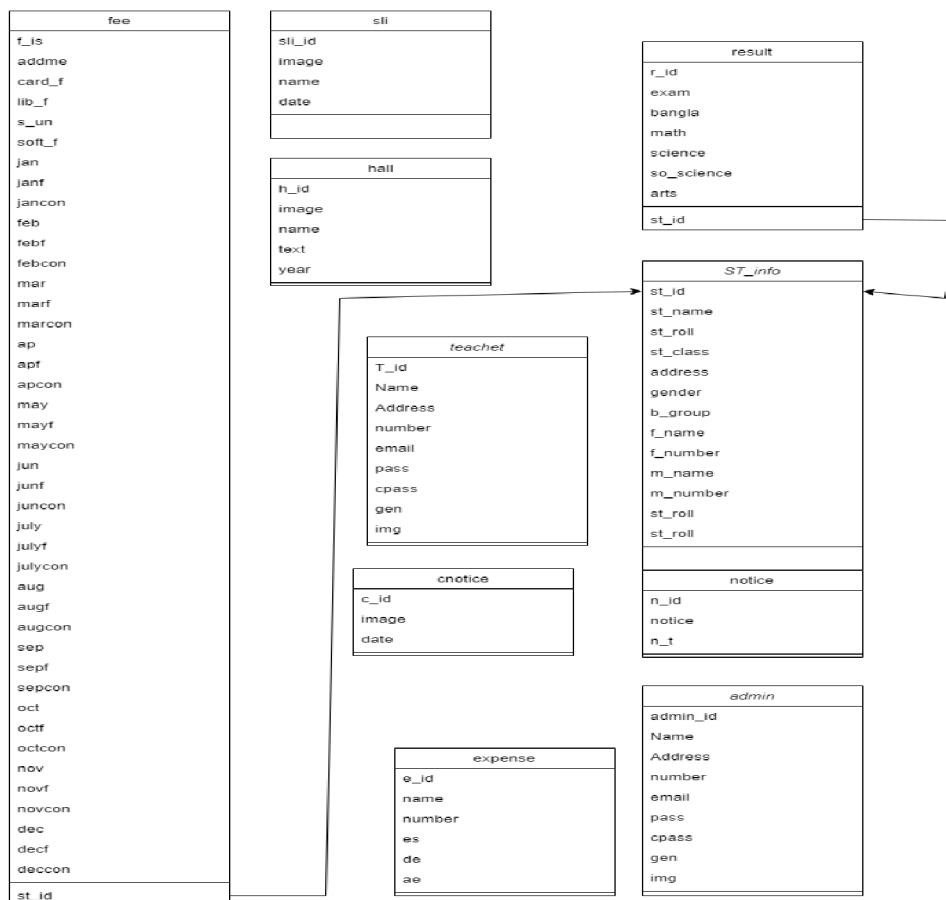 fee
f_is
addme
card_f
lib_f
s_un
soft_f
jan
janf
jancon
feb
febf
febcon
mar
marf
marcon
ap
apf
apcon
may
mayf
maycon
jun
junf
juncon
july
julyf
julycon
aug
augf
augcon
sep
sepf
sepcon
oct
octf
octcon
nov
novf
novcon
dec
decf
deccon
st_id
sli
sli_id
image
name
date
hall
h_id
image
name
text
year
teachet
T_id
Name
Address
number
email
pass
cpass
gen
img
cnotice
c_id
image
date
expense
e_id
name
number
es
de
ae
result
r_id
exam
bangla
math
science
so_science
arts
st_id
ST_info
st_id
st_name
st_roll
st_class
address
gender
b_group
f_name
f_number
m_name
m_number
st_roll
st_roll
notice
n_id
notice
n_t
admin
admin_id
Name
Address
number
email
pass
cpass
gen
img